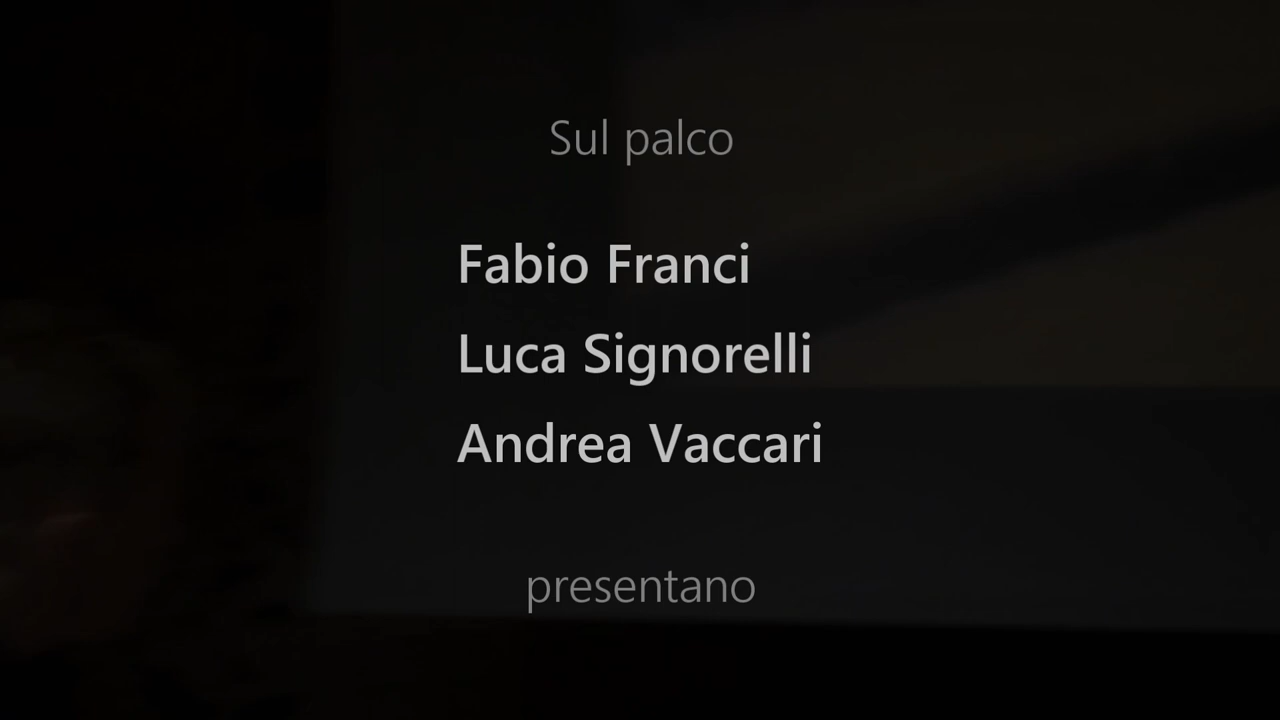 Sul palco
Fabio Franci
Luca Signorelli
Andrea Vaccari
presentano